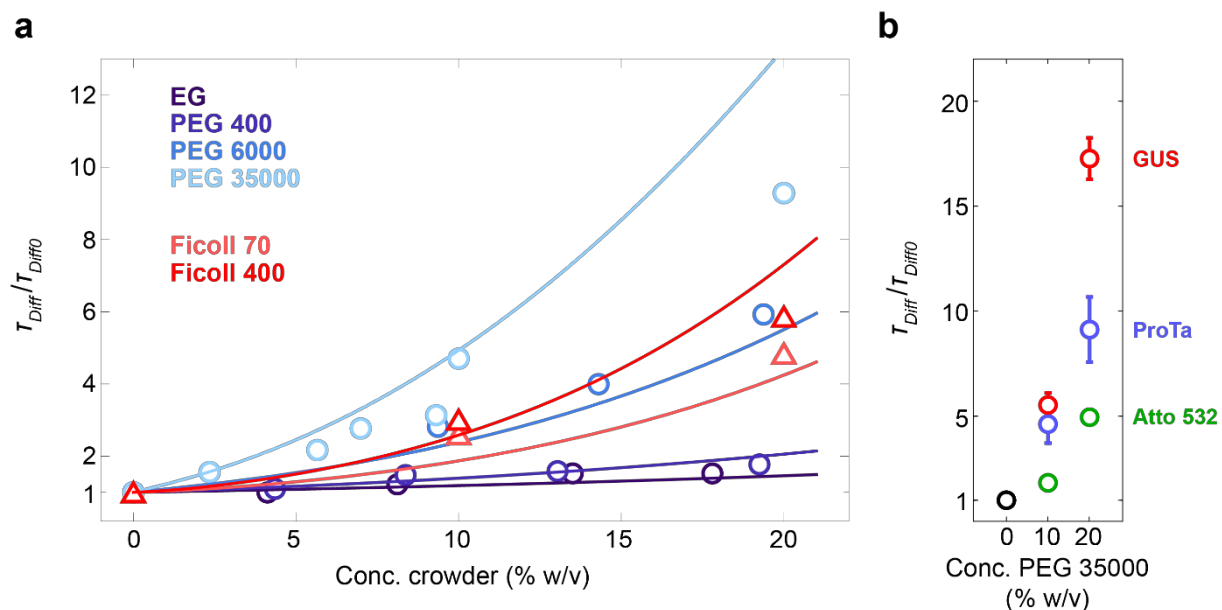 a
12
10
8
6
4
2
1
τDiff/τDiff0
EG
PEG 400
PEG 6000
PEG 35000
Ficoll 70
Ficoll 400
0
5
10
15
20
Conc. crowder (% w/v)
b
20
15
10
5
1
τDiff/τDiff0
GUS
ProTa
Atto 532
0
10
20
Conc. PEG 35000
(% w/v)